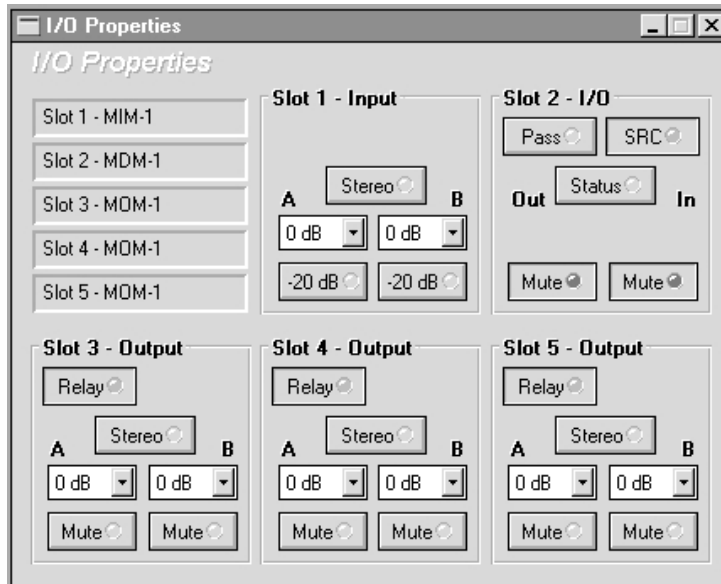 I/O Properties
I/O Properties
Slot 1 - MIM-1
Slot 2 - MDM-1
Slot 3 - MOM-1
Slot 4 - MOM-1
Slot 5 - MOM-1
Slot 1 - Input
Stereo
A B
0 dB 0 dB
-20 dB -20 dB
Slot 2 - I/O
Pass SRC
Status
Out In
Mute Mute
Slot 3 - Output
Relay
Stereo
A B
0 dB 0 dB
Mute Mute
Slot 4 - Output
Relay
Stereo
A B
0 dB 0 dB
Mute Mute
Slot 5 - Output
Relay
Stereo
A B
0 dB 0 dB
Mute Mute